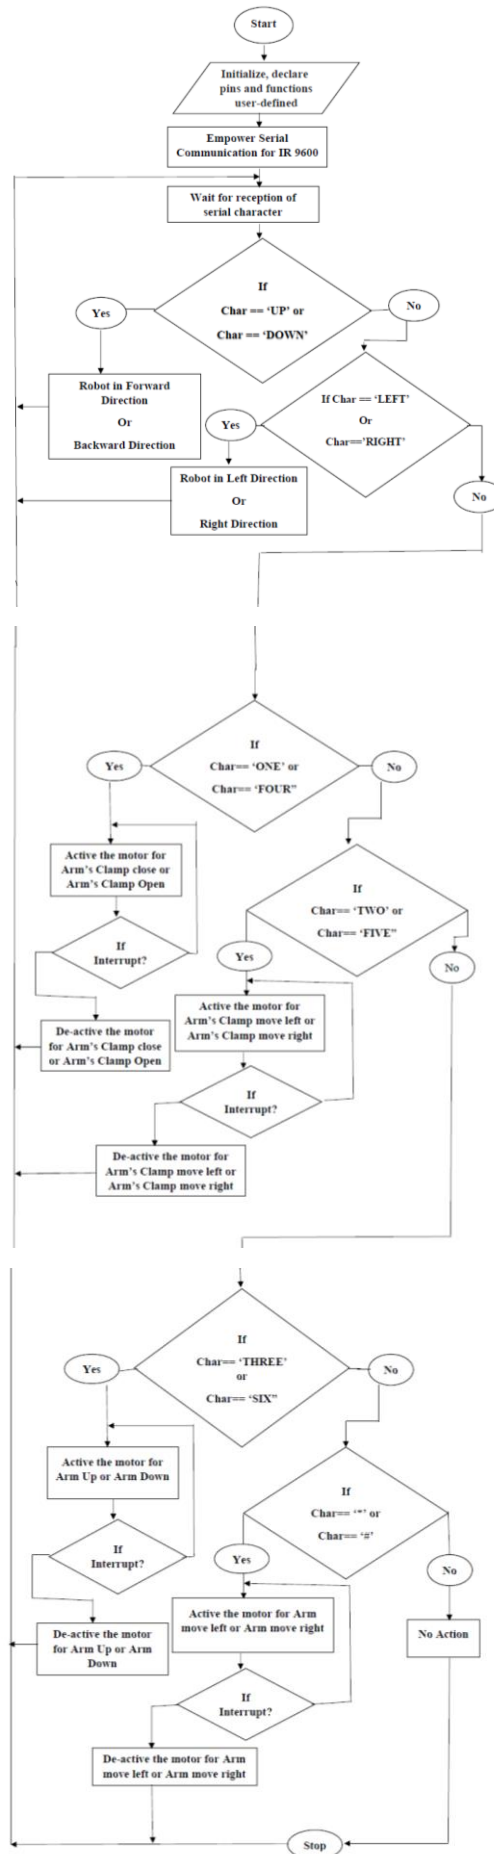 Start
Initialize, declare
pins and functions
user-defined
Empower Serial
Communication for IR 9600
Wait for reception of
serial character
If
Char == ‘UP’ or
Char == ‘DOWN’
Yes
No
Robot in Forward
Direction
Or
Backward Direction
If Char == ‘LEFT’
Or
Char==’RIGHT’
Yes
No
Robot in Left Direction
Or
Right Direction
If
Char== ‘ONE’ or
Char== ‘FOUR”
Yes
No
Active the motor for
Arm’s Clamp close or
Arm’s Clamp Open
If
Interrupt?
De-active the motor
for Arm’s Clamp close
or Arm’s Clamp Open
If
Char== ‘TWO’ or
Char== ‘FIVE”
Yes
No
Active the motor for
Arm’s Clamp move left or
Arm’s Clamp move right
If
Interrupt?
De-active the motor for
Arm’s Clamp move left or
Arm’s Clamp move right
If
Char== ‘THREE’
or
Char== ‘SIX”
Yes
No
Active the motor for
Arm Up or Arm Down
If
Interrupt?
De-active the motor
for Arm Up or Arm
Down
If
Char== ‘*’ or
Char== ‘#’
Yes
No
Active the motor for Arm
move left or Arm move right
No Action
If
Interrupt?
De-active the motor for Arm
move left or Arm move right
Stop